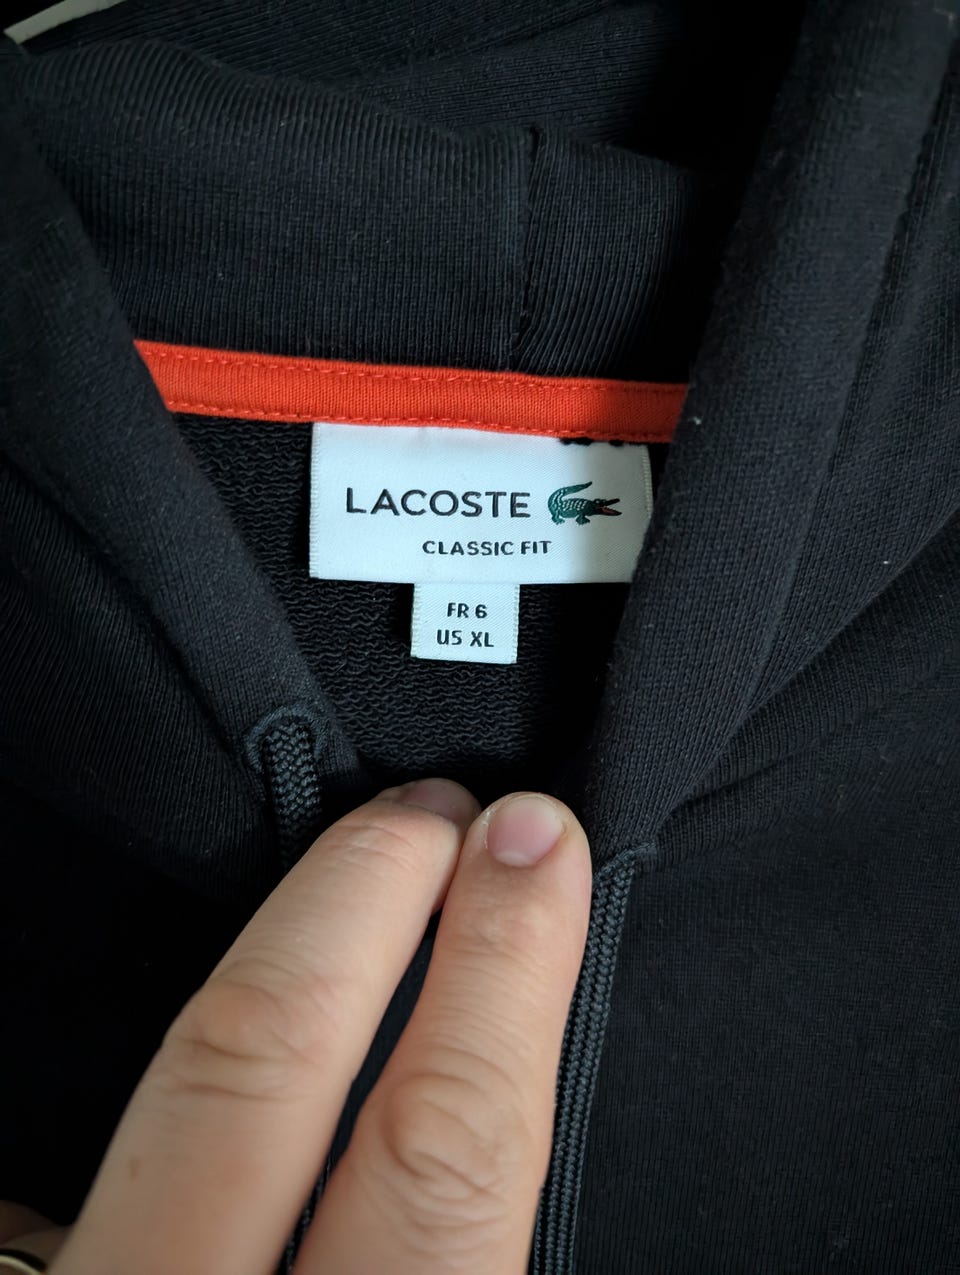 LACOSTE
CLASSIC FIT
FR 6
US XL